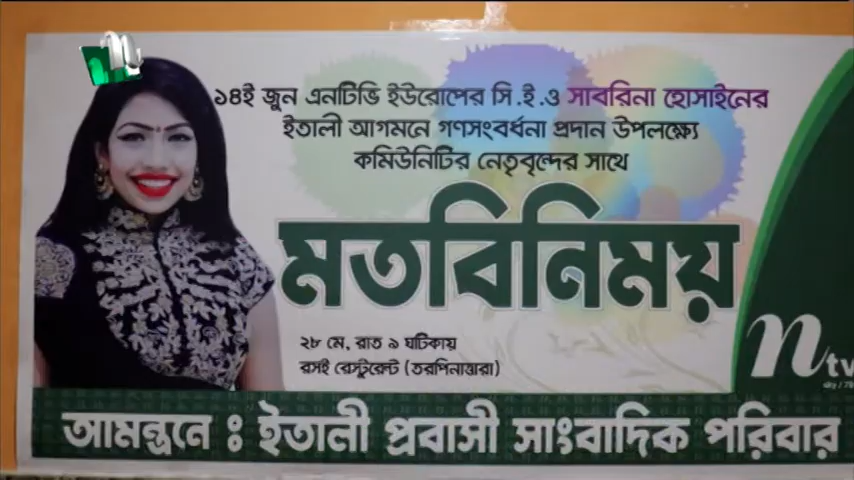 ১৪ই জুন এনটিভি ইউরোপের সি.ই.ও সাবরিনা হোসাইনের
ইতালী আগমনে গণসংবর্ধনা প্রদান উপলক্ষ্যে
কমিউনিটির নেতৃবৃন্দের সাথে
মতবিনিময়
২৮ মে, রাত ৯ ঘটিকায়
রসই রেস্টুরেন্ট (তরপিনাত্তারা)
ntv
আমন্ত্রনে : ইতালী প্রবাসী সাংবাদিক পরিবার